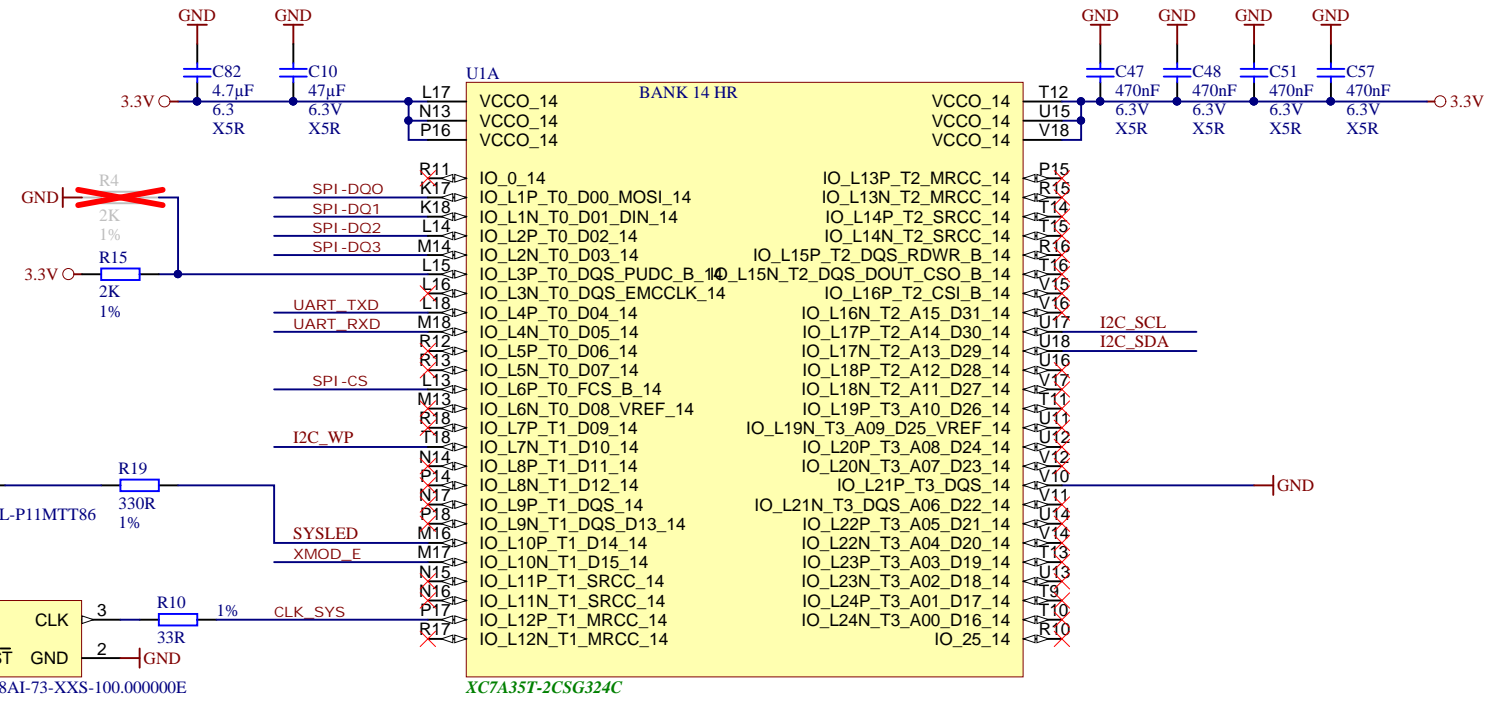 GND GND GND GND GND GND
C82 C10 U1A C47 C48 C51 C57
4.7µF 47µF L17 BANK 14 HR T12 470nF 470nF 470nF 470nF
3.3V 6.3 6.3V VCCO_14 VCCO_14 6.3V 6.3V 6.3V 6.3V 3.3V
X5R X5R N13 VCCO_14 VCCO_14 U15 X5R X5R X5R X5R
P16 VCCO_14 VCCO_14 V18
R11 IO_0_14 IO_L13P_T2_MRCC_14 P15
GND R4 SPI-DQ0 K17 IO_L1P_T0_D00_MOSI_14 IO_L13N_T2_MRCC_14 R15
2K SPI-DQ1 K18 IO_L1N_T0_D01_DIN_14 IO_L14P_T2_SRCC_14 T14
1% SPI-DQ2 L14 IO_L2P_T0_D02_14 IO_L14N_T2_SRCC_14 T15
R15 SPI-DQ3 M14 IO_L2N_T0_D03_14 IO_L15P_T2_DQS_RDWR_B_14 R16
3.3V L15 IO_L3P_T0_DQS_PUDC_B_14 IO_L15N_T2_DQS_DOUT_CSO_B_14 T16
2K L16 IO_L3N_T0_DQS_EMCCLK_14 IO_L16P_T2_CSI_B_14 V15
1% UART_TXD L18 IO_L4P_T0_D04_14 IO_L16N_T2_A15_D31_14 V16
UART_RXD M18 IO_L4N_T0_D05_14 IO_L17P_T2_A14_D30_14 U17 I2C_SCL
R12 IO_L5P_T0_D06_14 IO_L17N_T2_A13_D29_14 U18 I2C_SDA
R13 IO_L5N_T0_D07_14 IO_L18P_T2_A12_D28_14 U16
SPI-CS L13 IO_L6P_T0_FCS_B_14 IO_L18N_T2_A11_D27_14 V17
M13 IO_L6N_T0_D08_VREF_14 IO_L19P_T3_A10_D26_14 T11
R18 IO_L7P_T1_D09_14 IO_L19N_T3_A09_D25_VREF_14 U11
I2C_WP T18 IO_L7N_T1_D10_14 IO_L20P_T3_A08_D24_14 U12
N14 IO_L8P_T1_D11_14 IO_L20N_T3_A07_D23_14 V12
R19 P14 IO_L8N_T1_D12_14 IO_L21P_T3_DQS_14 V10 GND
330R N17 IO_L9P_T1_DQS_14 IO_L21N_T3_DQS_A06_D22_14 V11
L-P11MTT86 1% P18 IO_L9N_T1_DQS_D13_14 IO_L22P_T3_A05_D21_14 U14
SYSLED M16 IO_L10P_T1_D14_14 IO_L22N_T3_A04_D20_14 V14
XMOD_E M17 IO_L10N_T1_D15_14 IO_L23P_T3_A03_D19_14 T13
N15 IO_L11P_T1_SRCC_14 IO_L23N_T3_A02_D18_14 U13
N16 IO_L11N_T1_SRCC_14 IO_L24P_T3_A01_D17_14 T9
CLK 3 R10 1% CLK_SYS P17 IO_L12P_T1_MRCC_14 IO_L24N_T3_A00_D16_14 T10
33R R17 IO_L12N_T1_MRCC_14 IO_25_14 R10
ST GND 2 GND
8AI-73-XXS-100.000000E XC7A35T-2CSG324C